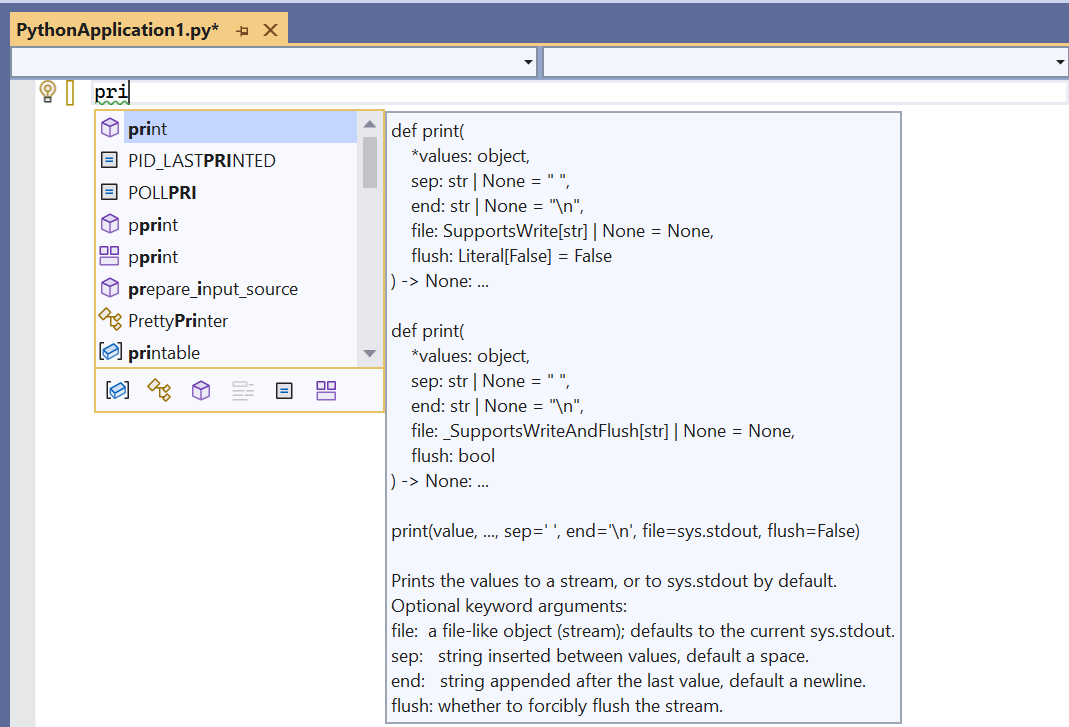 PythonApplication1.py*
pri
print
PID_LASTPRINTED
POLLPRI
pprint
pprint
prepare_input_source
PrettyPrinter
printable
def print(
    *values: object,
    sep: str | None = " ",
    end: str | None = "\n",
    file: SupportsWrite[str] | None = None,
    flush: Literal[False] = False
) -> None: ...
def print(
    *values: object,
    sep: str | None = " ",
    end: str | None = "\n",
    file: _SupportsWriteAndFlush[str] | None = None,
    flush: bool
) -> None: ...
print(value, ..., sep=' ', end='\n', file=sys.stdout, flush=False)
Prints the values to a stream, or to sys.stdout by default.
Optional keyword arguments:
file:  a file-like object (stream); defaults to the current sys.stdout.
sep:   string inserted between values, default a space.
end:   string appended after the last value, default a newline.
flush: whether to forcibly flush the stream.